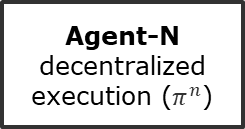 Agent-N
decentralized
execution (πⁿ)